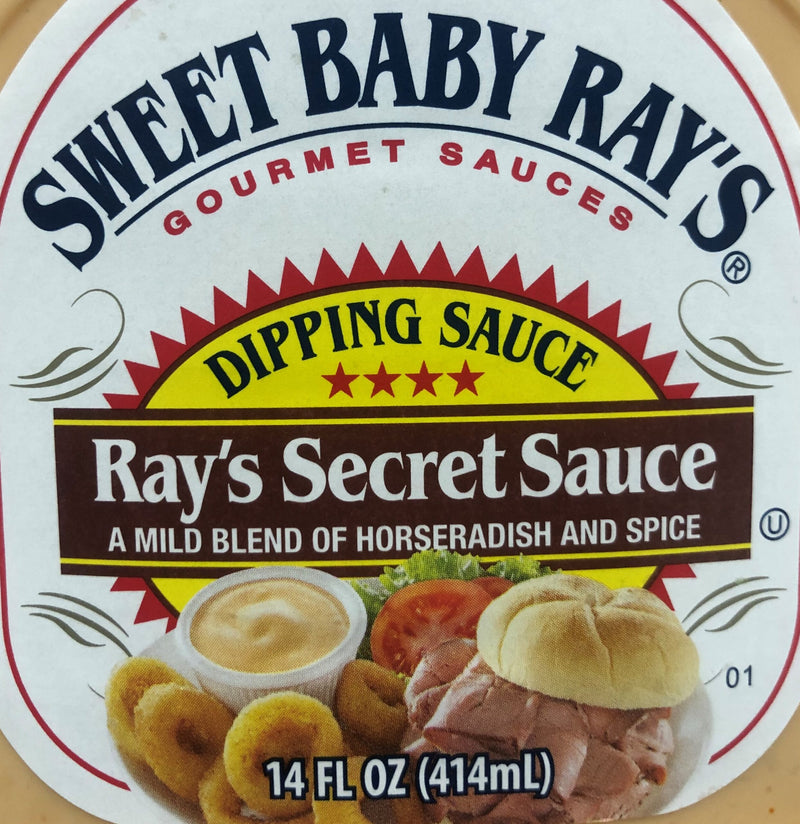 SWEET BABY RAY'S®
GOURMET SAUCES
DIPPING SAUCE
Ray's Secret Sauce
A MILD BLEND OF HORSERADISH AND SPICE
U
01
14 FL OZ (414mL)